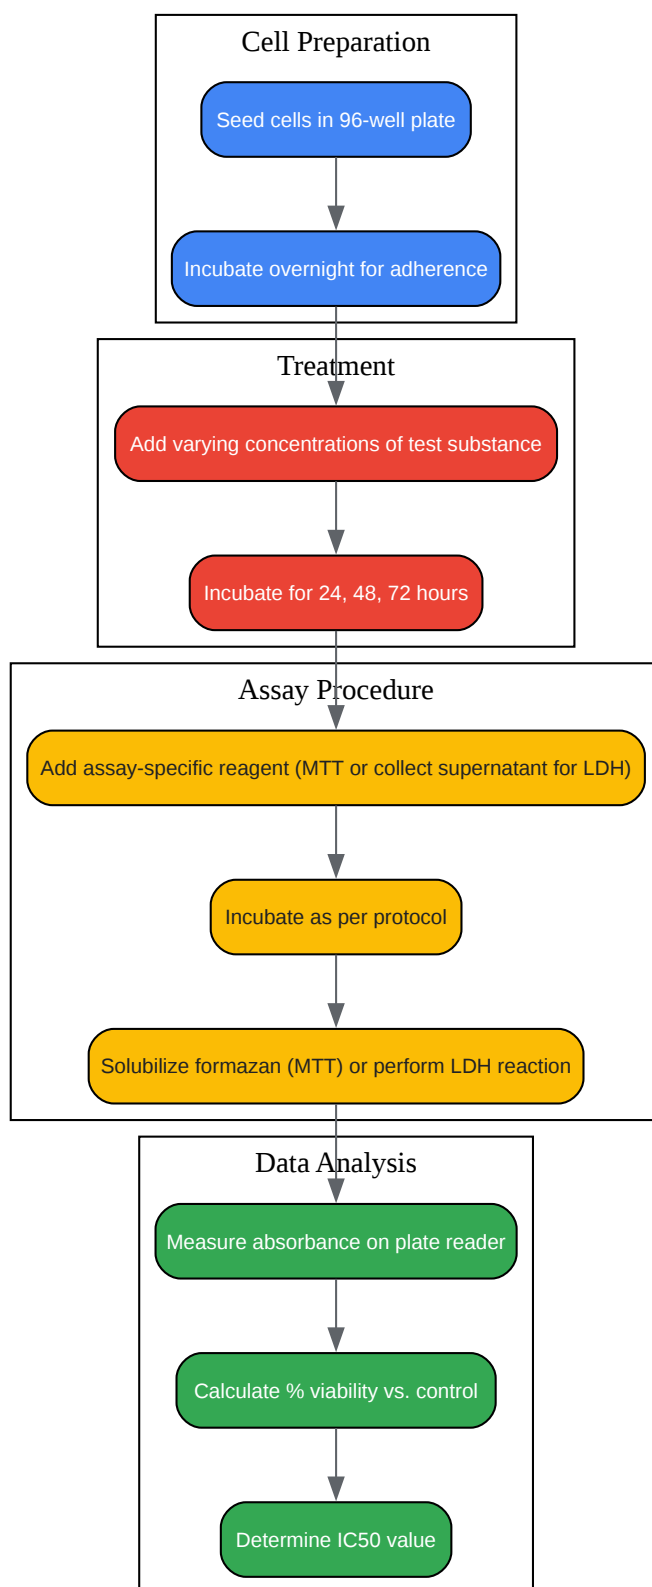 Cell Preparation
Seed cells in 96-well plate
Incubate overnight for adherence
Treatment
Add varying concentrations of test substance
Incubate for 24, 48, 72 hours
Assay Procedure
Add assay-specific reagent (MTT or collect supernatant for LDH)
Incubate as per protocol
Solubilize formazan (MTT) or perform LDH reaction
Data Analysis
Measure absorbance on plate reader
Calculate % viability vs. control
Determine IC50 value